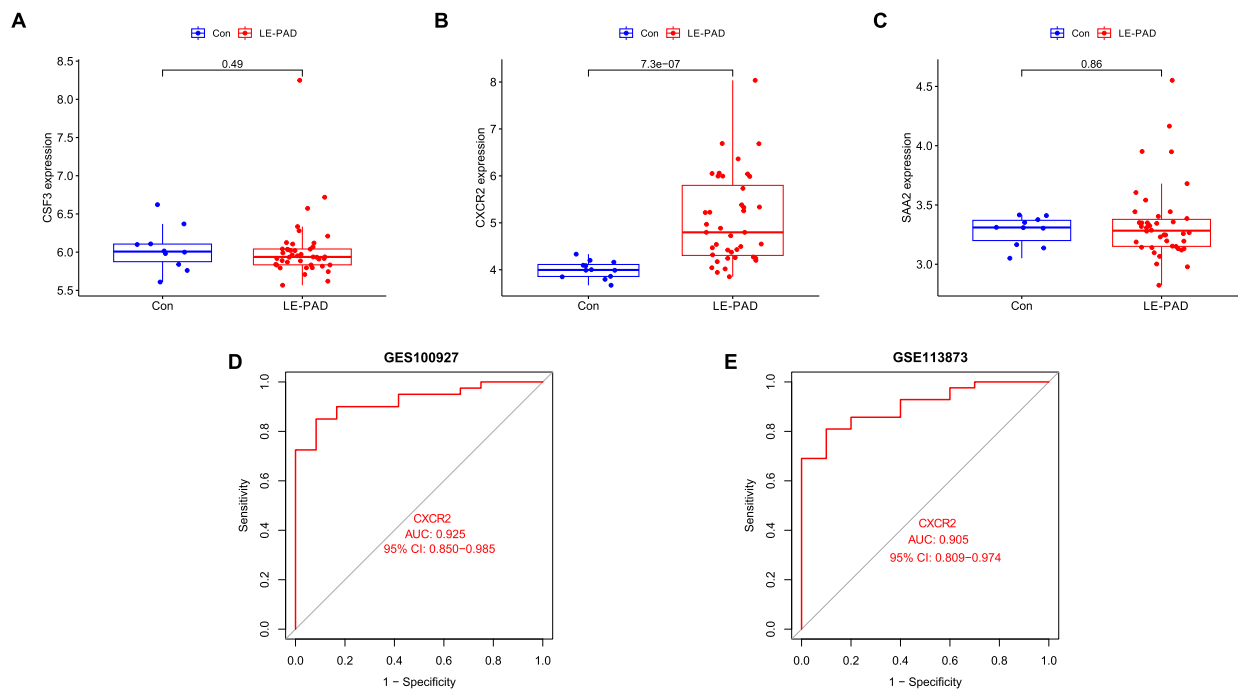 A
Con LE-PAD
0.49
CSF3 expression
8.5
8.0
7.5
7.0
6.5
6.0
5.5
Con LE-PAD
B
Con LE-PAD
7.3e−07
CXCR2 expression
8
7
6
5
4
Con LE-PAD
C
Con LE-PAD
0.86
SAA2 expression
4.5
4.0
3.5
3.0
Con LE-PAD
D
GES100927
Sensitivity
1.0
0.8
0.6
0.4
0.2
0.0
CXCR2
AUC: 0.925
95% CI: 0.850−0.985
0.0 0.2 0.4 0.6 0.8 1.0
1 − Specificity
E
GSE113873
Sensitivity
1.0
0.8
0.6
0.4
0.2
0.0
CXCR2
AUC: 0.905
95% CI: 0.809−0.974
0.0 0.2 0.4 0.6 0.8 1.0
1 − Specificity